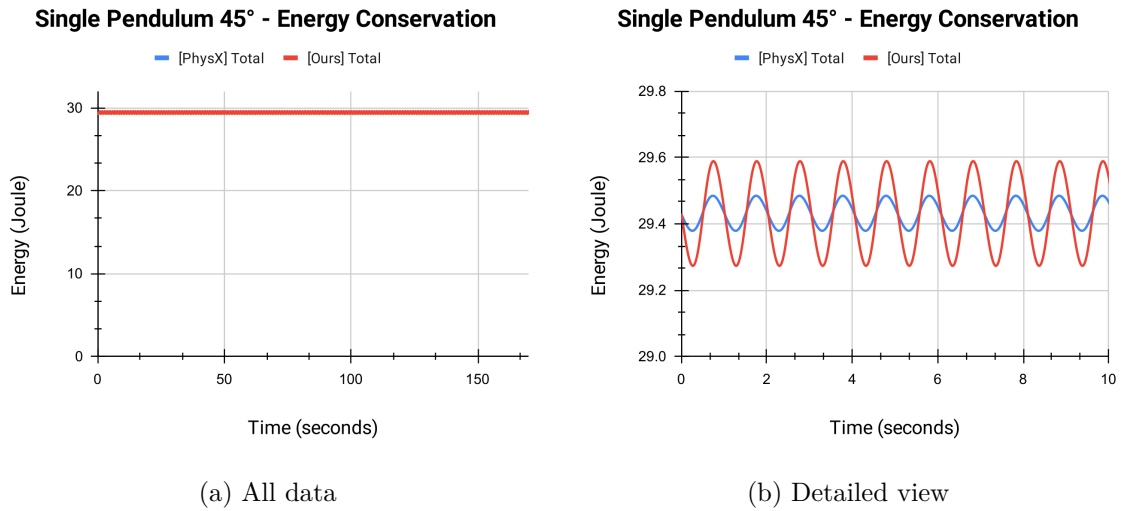 Single Pendulum 45° - Energy Conservation
[PhysX] Total [Ours] Total
Energy (Joule)
30
20
10
0
0 50 100 150
Time (seconds)
(a) All data
Single Pendulum 45° - Energy Conservation
[PhysX] Total [Ours] Total
Energy (Joule)
29.8
29.6
29.4
29.2
29.0
0 2 4 6 8 10
Time (seconds)
(b) Detailed view